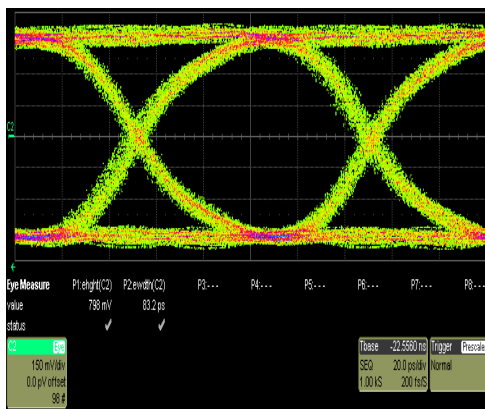 C2
Eye Measure P1:ehght(C2) P2:ewdth(C2) P3:- - - P4:- - - P5:- - - P6:- - - P7:- - - P8:- - -
value 798 mV 83.2 ps
status ✓ ✓
C2 Eye
150 mV/div
0.0 pV offset
98 #
Tbase -22.5560 ns
SEQ 20.0 ps/div
1.00 kS 200 fs/S
Trigger Prescale
Normal